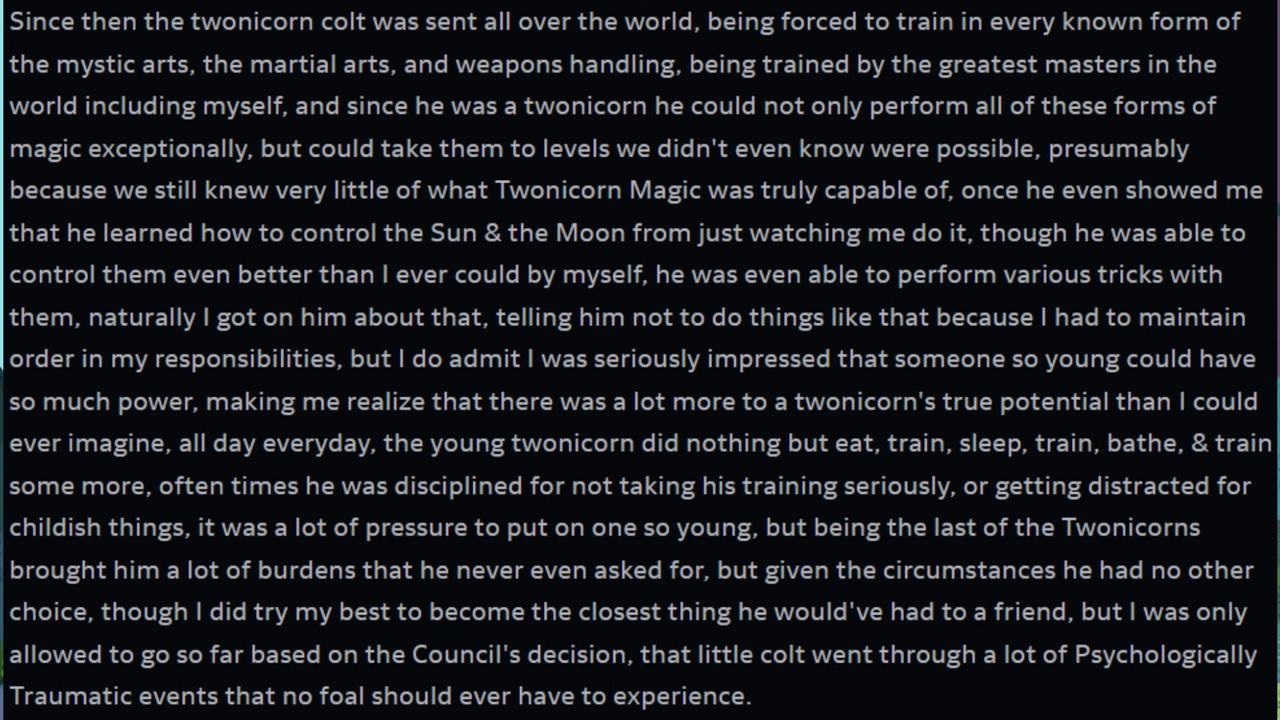 Since then the twonicorn colt was sent all over the world, being forced to train in every known form of
the mystic arts, the martial arts, and weapons handling, being trained by the greatest masters in the
world including myself, and since he was a twonicorn he could not only perform all of these forms of
magic exceptionally, but could take them to levels we didn't even know were possible, presumably
because we still knew very little of what Twonicorn Magic was truly capable of, once he even showed me
that he learned how to control the Sun & the Moon from just watching me do it, though he was able to
control them even better than I ever could by myself, he was even able to perform various tricks with
them, naturally I got on him about that, telling him not to do things like that because I had to maintain
order in my responsibilities, but I do admit I was seriously impressed that someone so young could have
so much power, making me realize that there was a lot more to a twonicorn's true potential than I could
ever imagine, all day everyday, the young twonicorn did nothing but eat, train, sleep, train, bathe, & train
some more, often times he was disciplined for not taking his training seriously, or getting distracted for
childish things, it was a lot of pressure to put on one so young, but being the last of the Twonicorns
brought him a lot of burdens that he never even asked for, but given the circumstances he had no other
choice, though I did try my best to become the closest thing he would've had to a friend, but I was only
allowed to go so far based on the Council's decision, that little colt went through a lot of Psychologically
Traumatic events that no foal should ever have to experience.